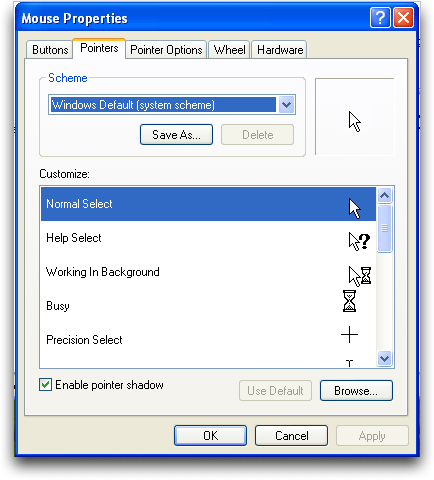 Mouse Properties
Buttons Pointers Pointer Options Wheel Hardware
Scheme
Windows Default (system scheme)
Save As... Delete
Customize:
Normal Select
Help Select
Working In Background
Busy
Precision Select
Enable pointer shadow
Use Default Browse...
OK Cancel Apply